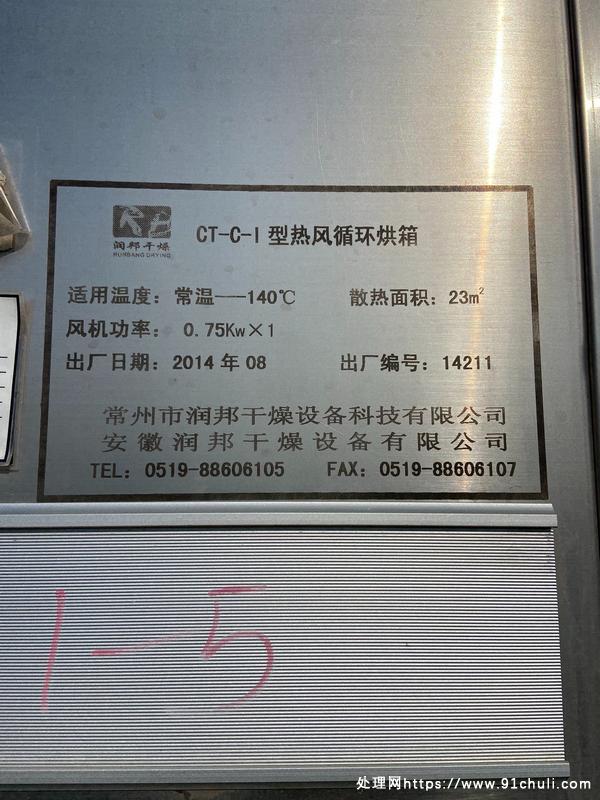 润邦干燥
RUNBANG DRYING
CT-C-I 型热风循环烘箱
适用温度: 常温——140℃ 散热面积: 23㎡
风机功率: 0.75Kw×1
出厂日期: 2014 年 08 出厂编号: 14211
常州市润邦干燥设备科技有限公司
安徽润邦干燥设备有限公司
TEL: 0519-88606105 FAX: 0519-88606107
1-5
处理网https://www.91chuli.com